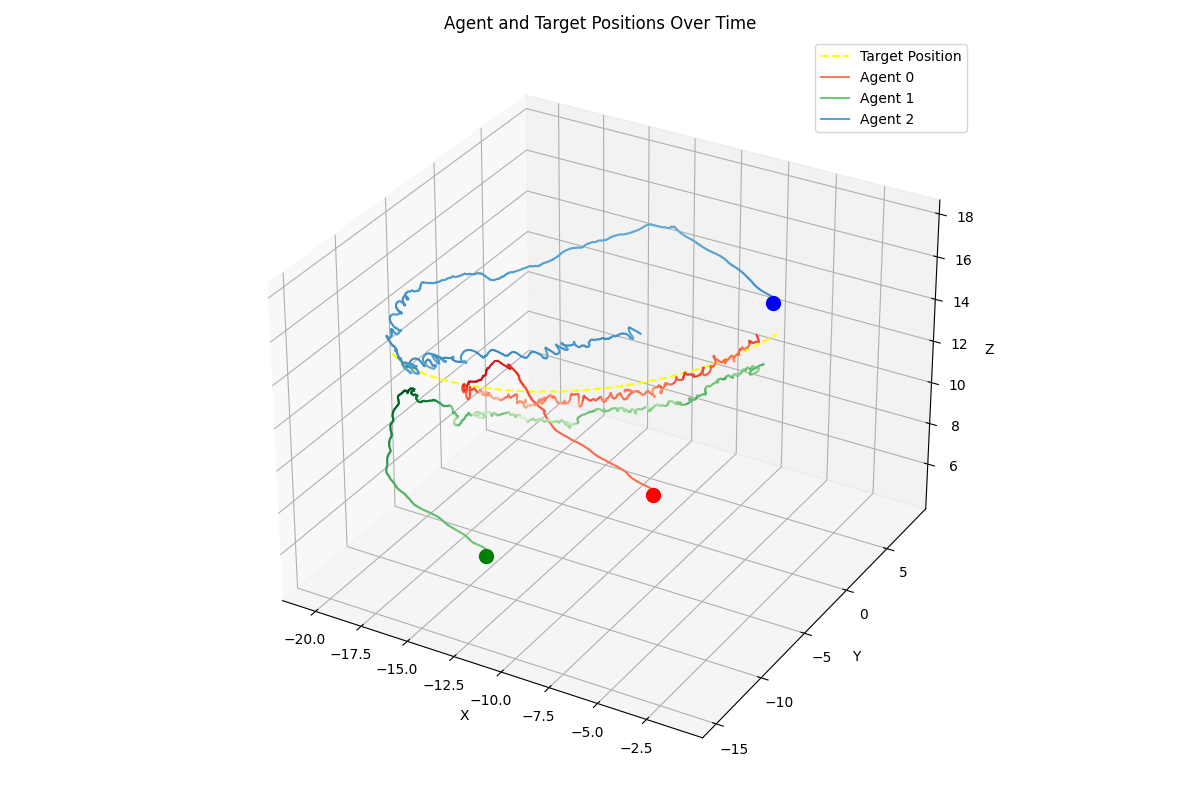 Agent and Target Positions Over Time
Target Position
Agent 0
Agent 1
Agent 2
18
16
14
12
10
8
6
Z
5
0
−5
−10
−15
Y
−20.0
−17.5
−15.0
−12.5
−10.0
−7.5
−5.0
−2.5
X